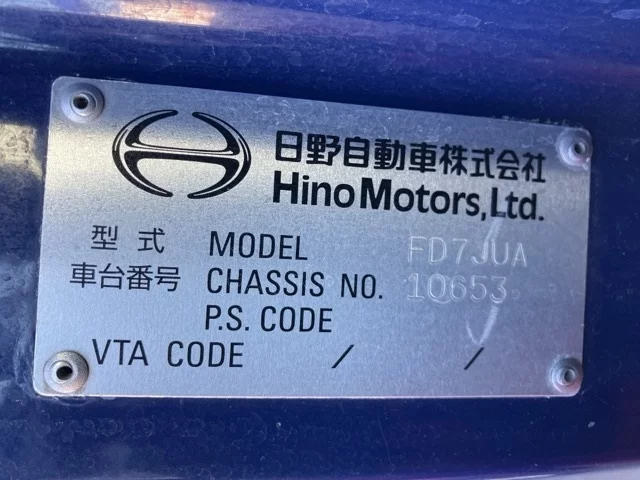 日野自動車株式会社
Hino Motors, Ltd.
型式 MODEL FD7JUA
車台番号 CHASSIS NO. 10653
P.S. CODE
VTA CODE / /